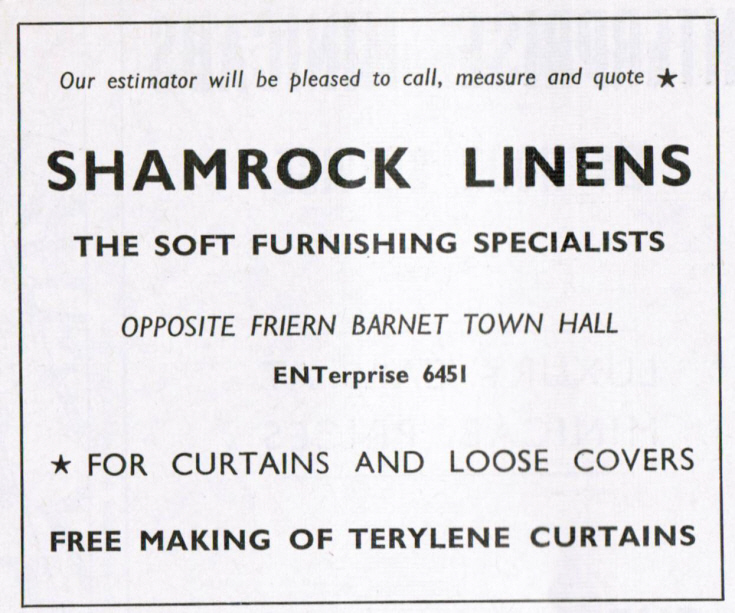 Our estimator will be pleased to call, measure and quote ★
SHAMROCK LINENS
THE SOFT FURNISHING SPECIALISTS
OPPOSITE FRIERN BARNET TOWN HALL
ENTerprise 6451
★ FOR CURTAINS AND LOOSE COVERS
FREE MAKING OF TERYLENE CURTAINS